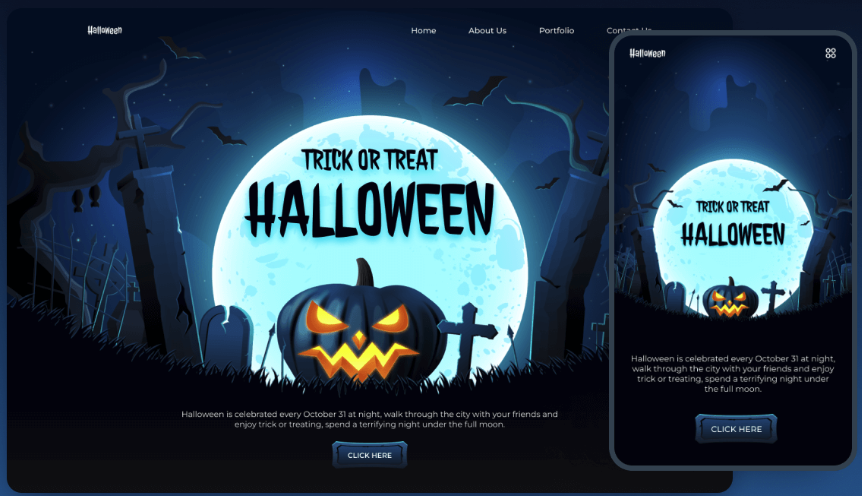 Halloween
Home
About Us
Portfolio
Contact Us
TRICK OR TREAT
HALLOWEEN
Halloween is celebrated every October 31 at night, walk through the city with your friends and
enjoy trick or treating, spend a terrifying night under the full moon.
CLICK HERE
Halloween
TRICK OR TREAT
HALLOWEEN
Halloween is celebrated every October 31 at night,
walk through the city with your friends and enjoy
trick or treating, spend a terrifying night under
the full moon.
CLICK HERE